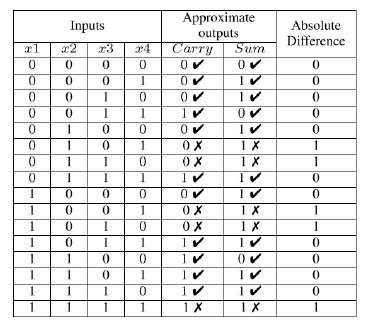 Inputs Approximate outputs Absolute Difference
x1 x2 x3 x4 Carry Sum
0 0 0 0 0 ✔ 0 ✔ 0
0 0 0 1 0 ✔ 1 ✔ 0
0 0 1 0 0 ✔ 1 ✔ 0
0 0 1 1 1 ✔ 0 ✔ 0
0 1 0 0 0 ✔ 1 ✔ 0
0 1 0 1 0 ✗ 1 ✗ 1
0 1 1 0 0 ✗ 1 ✗ 1
0 1 1 1 1 ✔ 1 ✔ 0
1 0 0 0 0 ✔ 1 ✔ 0
1 0 0 1 0 ✗ 1 ✗ 1
1 0 1 0 0 ✗ 1 ✗ 1
1 0 1 1 1 ✔ 1 ✔ 0
1 1 0 0 1 ✔ 0 ✔ 0
1 1 0 1 1 ✔ 1 ✔ 0
1 1 1 0 1 ✔ 1 ✔ 0
1 1 1 1 1 ✗ 1 ✗ 1